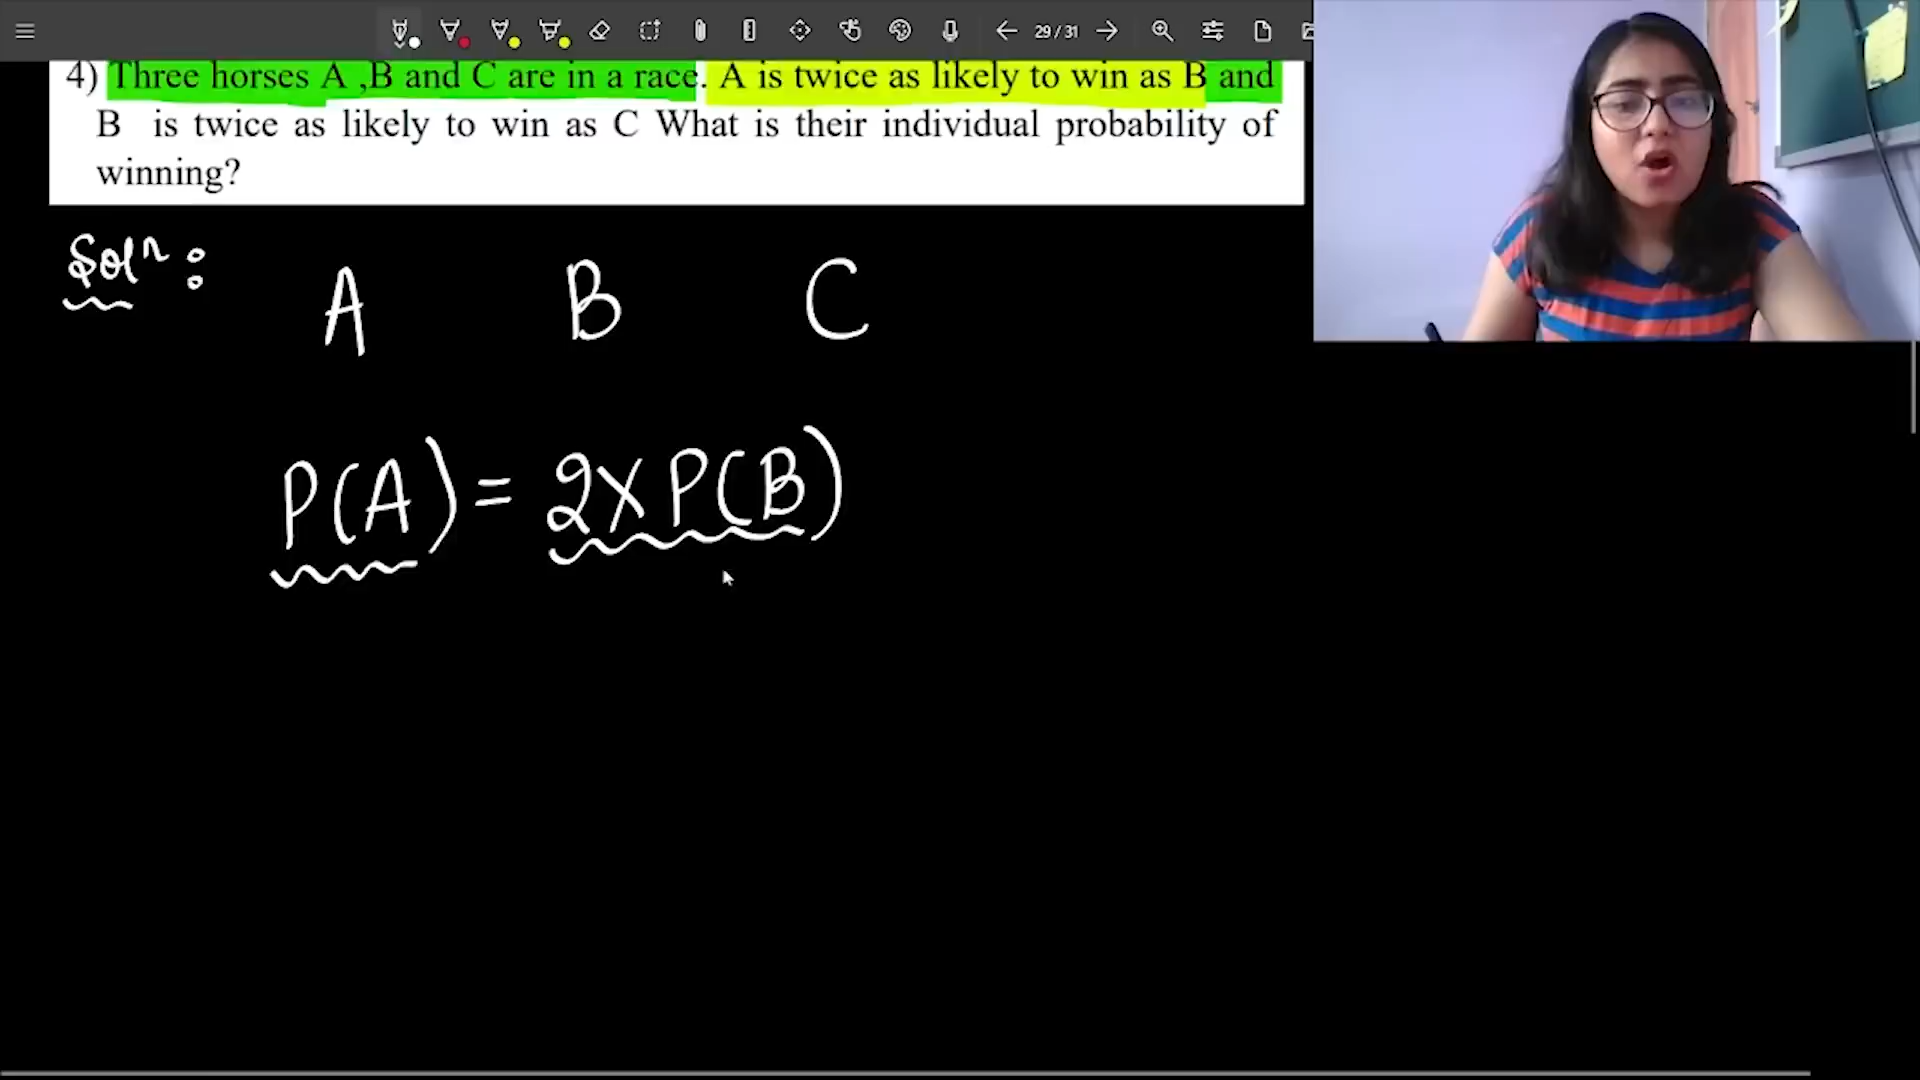 29 / 31
4) Three horses A ,B and C are in a race. A is twice as likely to win as B and
B is twice as likely to win as C What is their individual probability of
winning?
Solⁿ :
A B C
P(A) = 2XP(B)